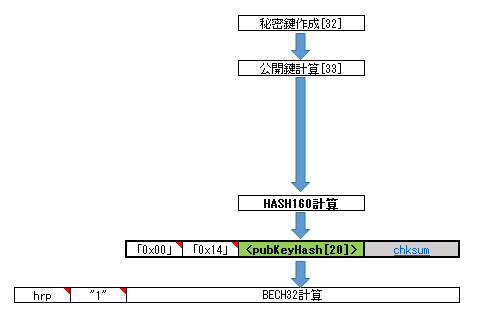 秘密鍵作成[32]
公開鍵計算[33]
HASH160計算
「0x00」 「0x14」 <pubKeyHash[20]> chksum
hrp "1" BECH32計算